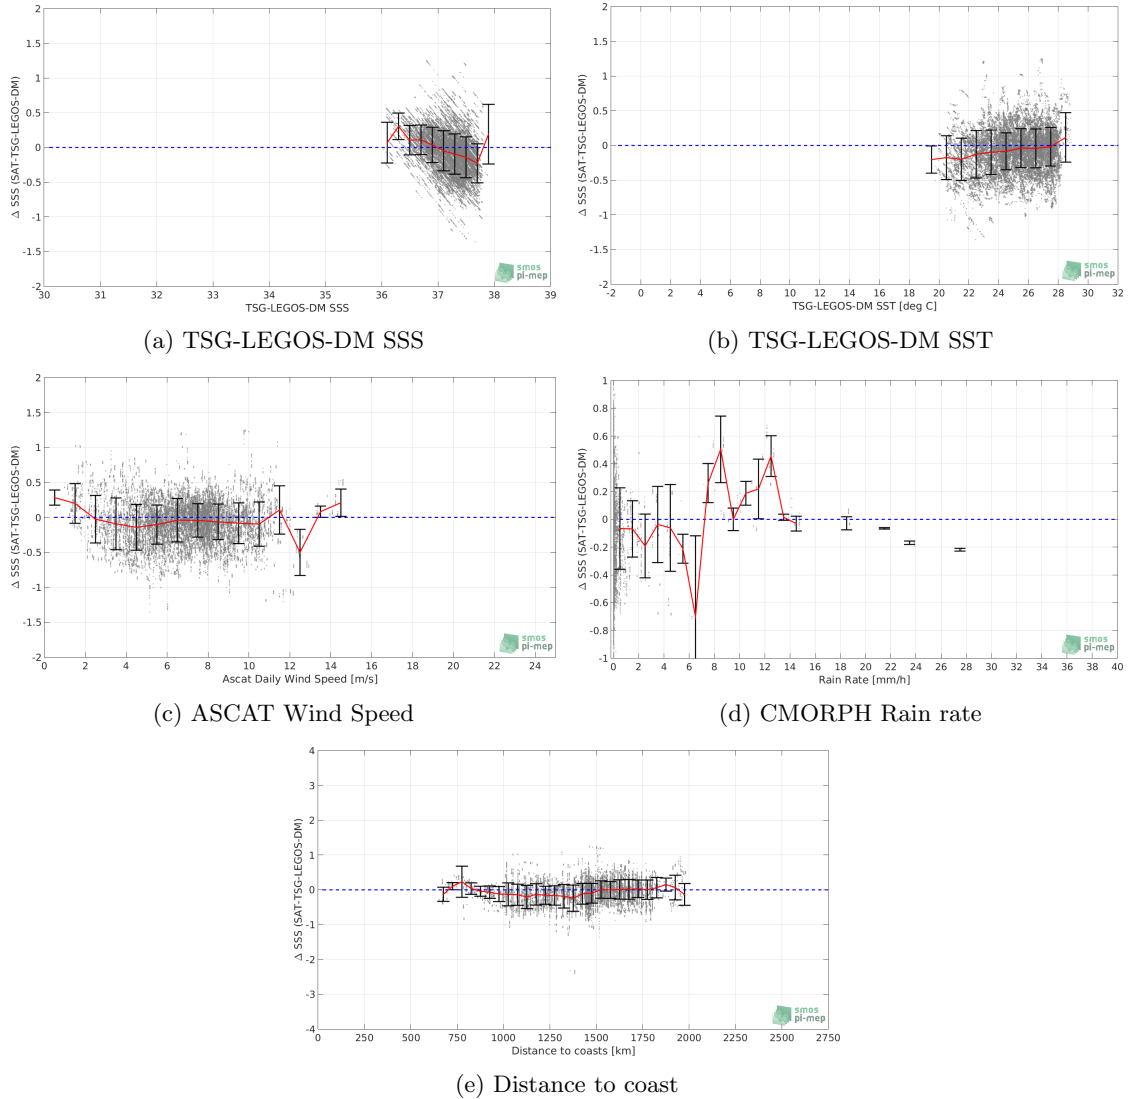 2
1.5
1
0.5
0
-0.5
-1
-1.5
-2
Δ SSS (SAT-TSG-LEGOS-DM)
30 31 32 33 34 35 36 37 38 39
TSG-LEGOS-DM SSS
smos
pi-mep
(a) TSG-LEGOS-DM SSS
2
1.5
1
0.5
0
-0.5
-1
-1.5
-2
Δ SSS (SAT-TSG-LEGOS-DM)
-2 0 2 4 6 8 10 12 14 16 18 20 22 24 26 28 30 32
TSG-LEGOS-DM SST [deg C]
smos
pi-mep
(b) TSG-LEGOS-DM SST
2
1.5
1
0.5
0
-0.5
-1
-1.5
-2
Δ SSS (SAT-TSG-LEGOS-DM)
0 2 4 6 8 10 12 14 16 18 20 22 24
Ascat Daily Wind Speed [m/s]
smos
pi-mep
(c) ASCAT Wind Speed
1
0.8
0.6
0.4
0.2
0
-0.2
-0.4
-0.6
-0.8
-1
Δ SSS (SAT-TSG-LEGOS-DM)
0 2 4 6 8 10 12 14 16 18 20 22 24 26 28 30 32 34 36 38 40
Rain Rate [mm/h]
smos
pi-mep
(d) CMORPH Rain rate
4
3
2
1
0
-1
-2
-3
-4
Δ SSS (SAT-TSG-LEGOS-DM)
0 250 500 750 1000 1250 1500 1750 2000 2250 2500 2750
Distance to coasts [km]
smos
pi-mep
(e) Distance to coast